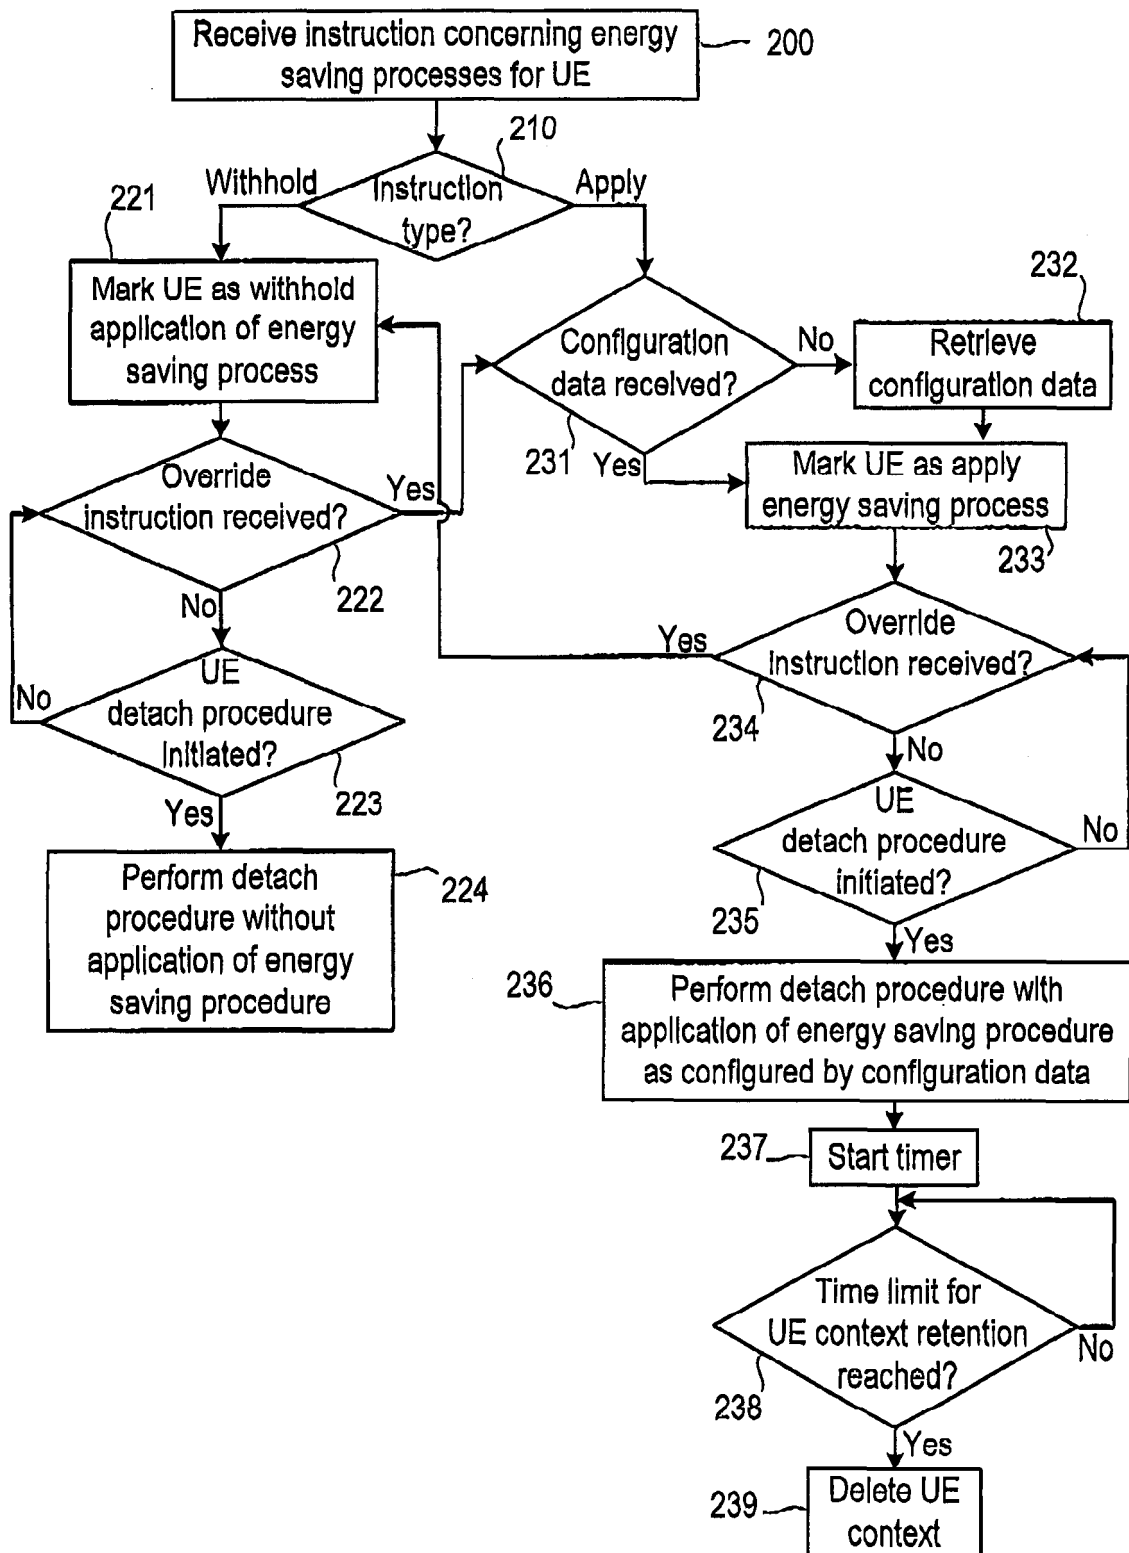 Receive instruction concerning energy
saving processes for UE
200
210
Instruction
type?
Withhold
Apply
221
Mark UE as withhold
application of energy
saving process
Configuration
data received?
231
No
Yes
232
Retrieve
configuration data
Mark UE as apply
energy saving process
233
Override
instruction received?
Yes
222
No
UE
detach procedure
initiated?
No
223
Yes
Perform detach
procedure without
application of energy
saving procedure
224
Override
instruction received?
Yes
234
No
UE
detach procedure
initiated?
No
235
Yes
236
Perform detach procedure with
application of energy saving procedure
as configured by configuration data
237
Start timer
Time limit for
UE context retention
reached?
No
238
Yes
239
Delete UE
context